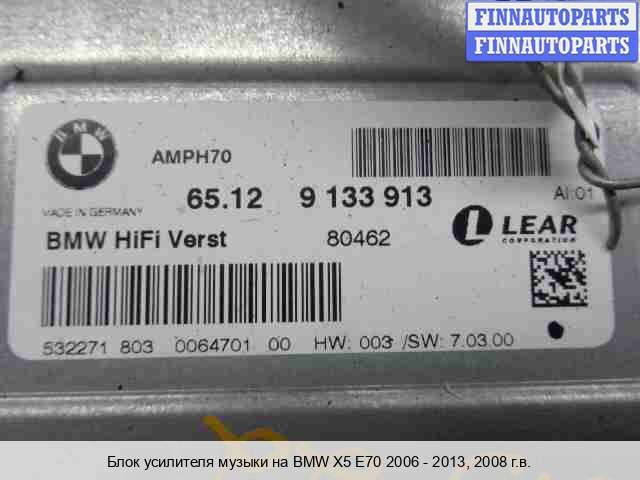 FINNAUTOPARTS
FINNAUTOPARTS
BMW
AMPH70
65.12 9 133 913
AI:01
MADE IN GERMANY
BMW HiFi Verst 80462
LEAR
CORPORATION
532271 803 0064701 00 HW: 003 /SW: 7.03.00
Блок усилителя музыки на BMW X5 E70 2006 - 2013, 2008 г.в.